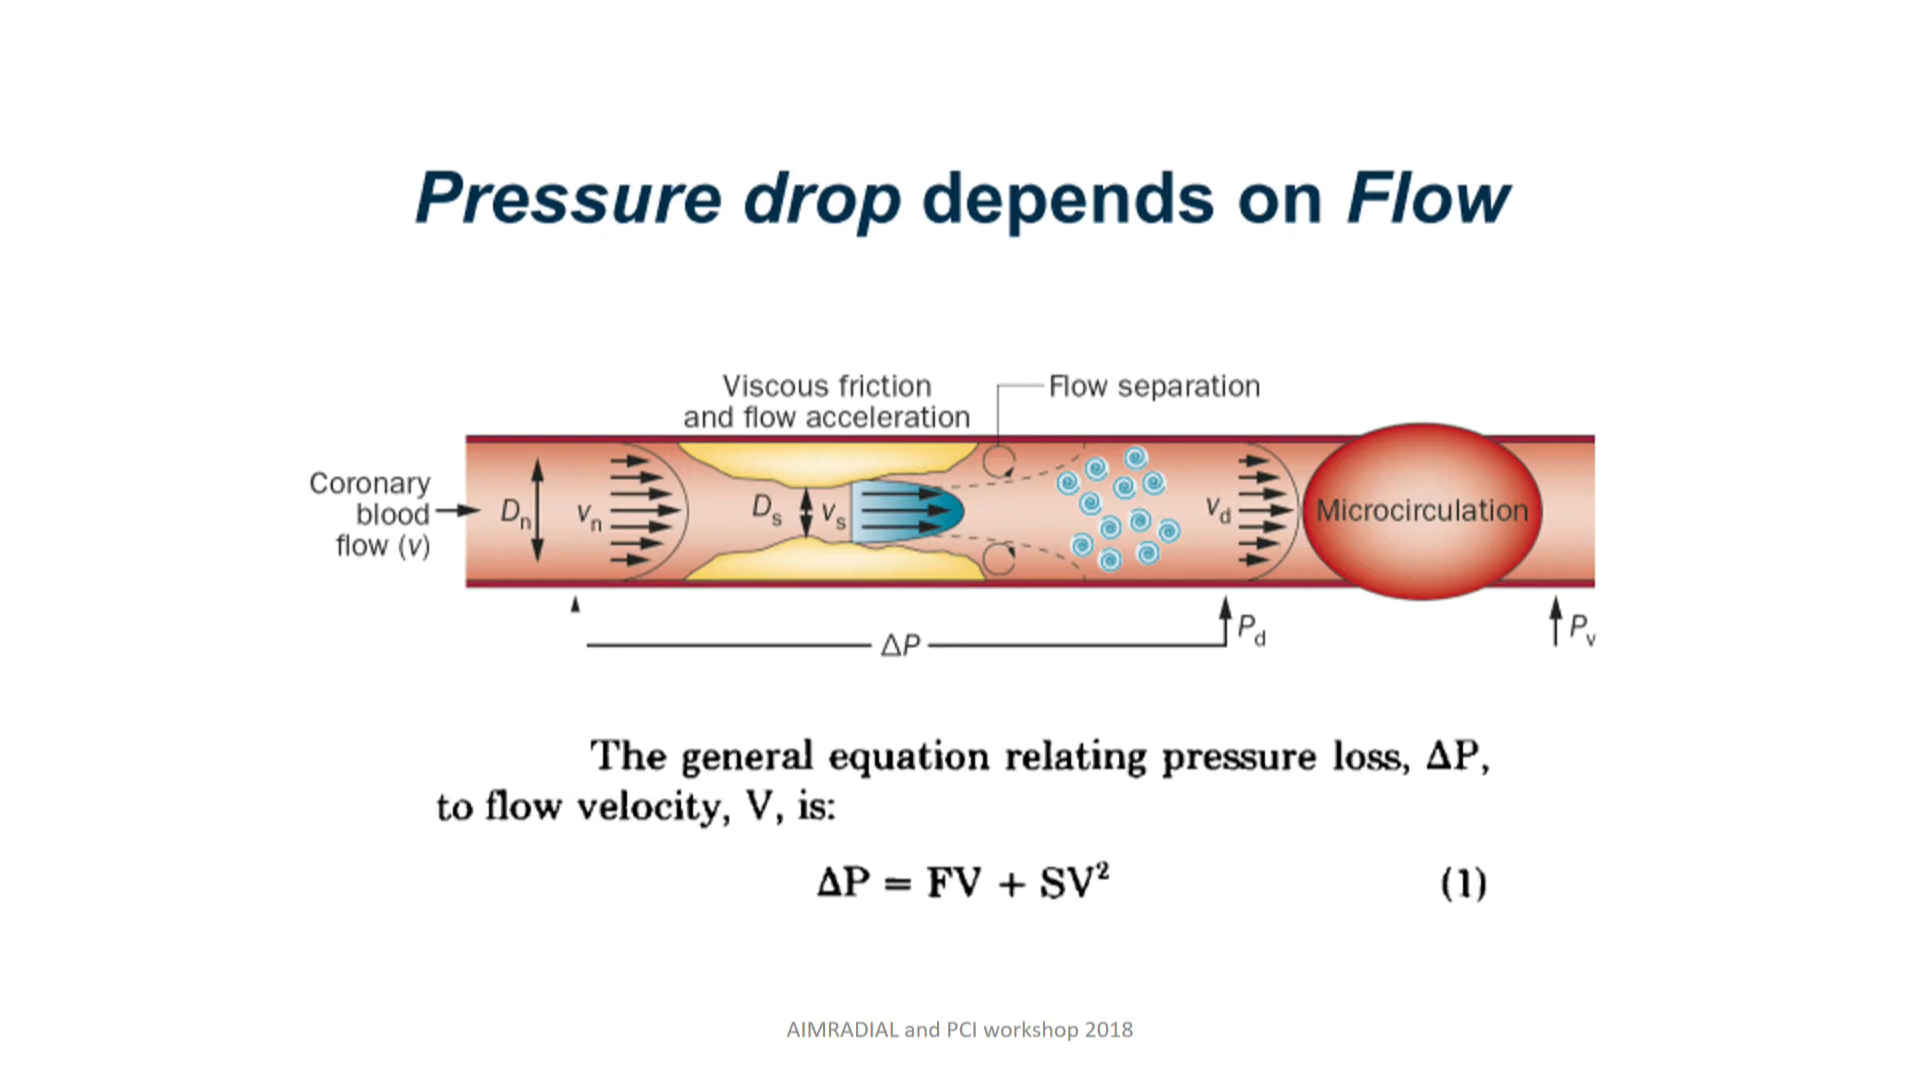 Pressure drop depends on Flow
Viscous friction
and flow acceleration
Flow separation
Coronary
blood
flow (v)
Dn
vn
Ds
vs
vd
Microcirculation
ΔP
Pd
Pv
The general equation relating pressure loss, ΔP,
to flow velocity, V, is:
ΔP = FV + SV² (1)
AIMRADIAL and PCI workshop 2018